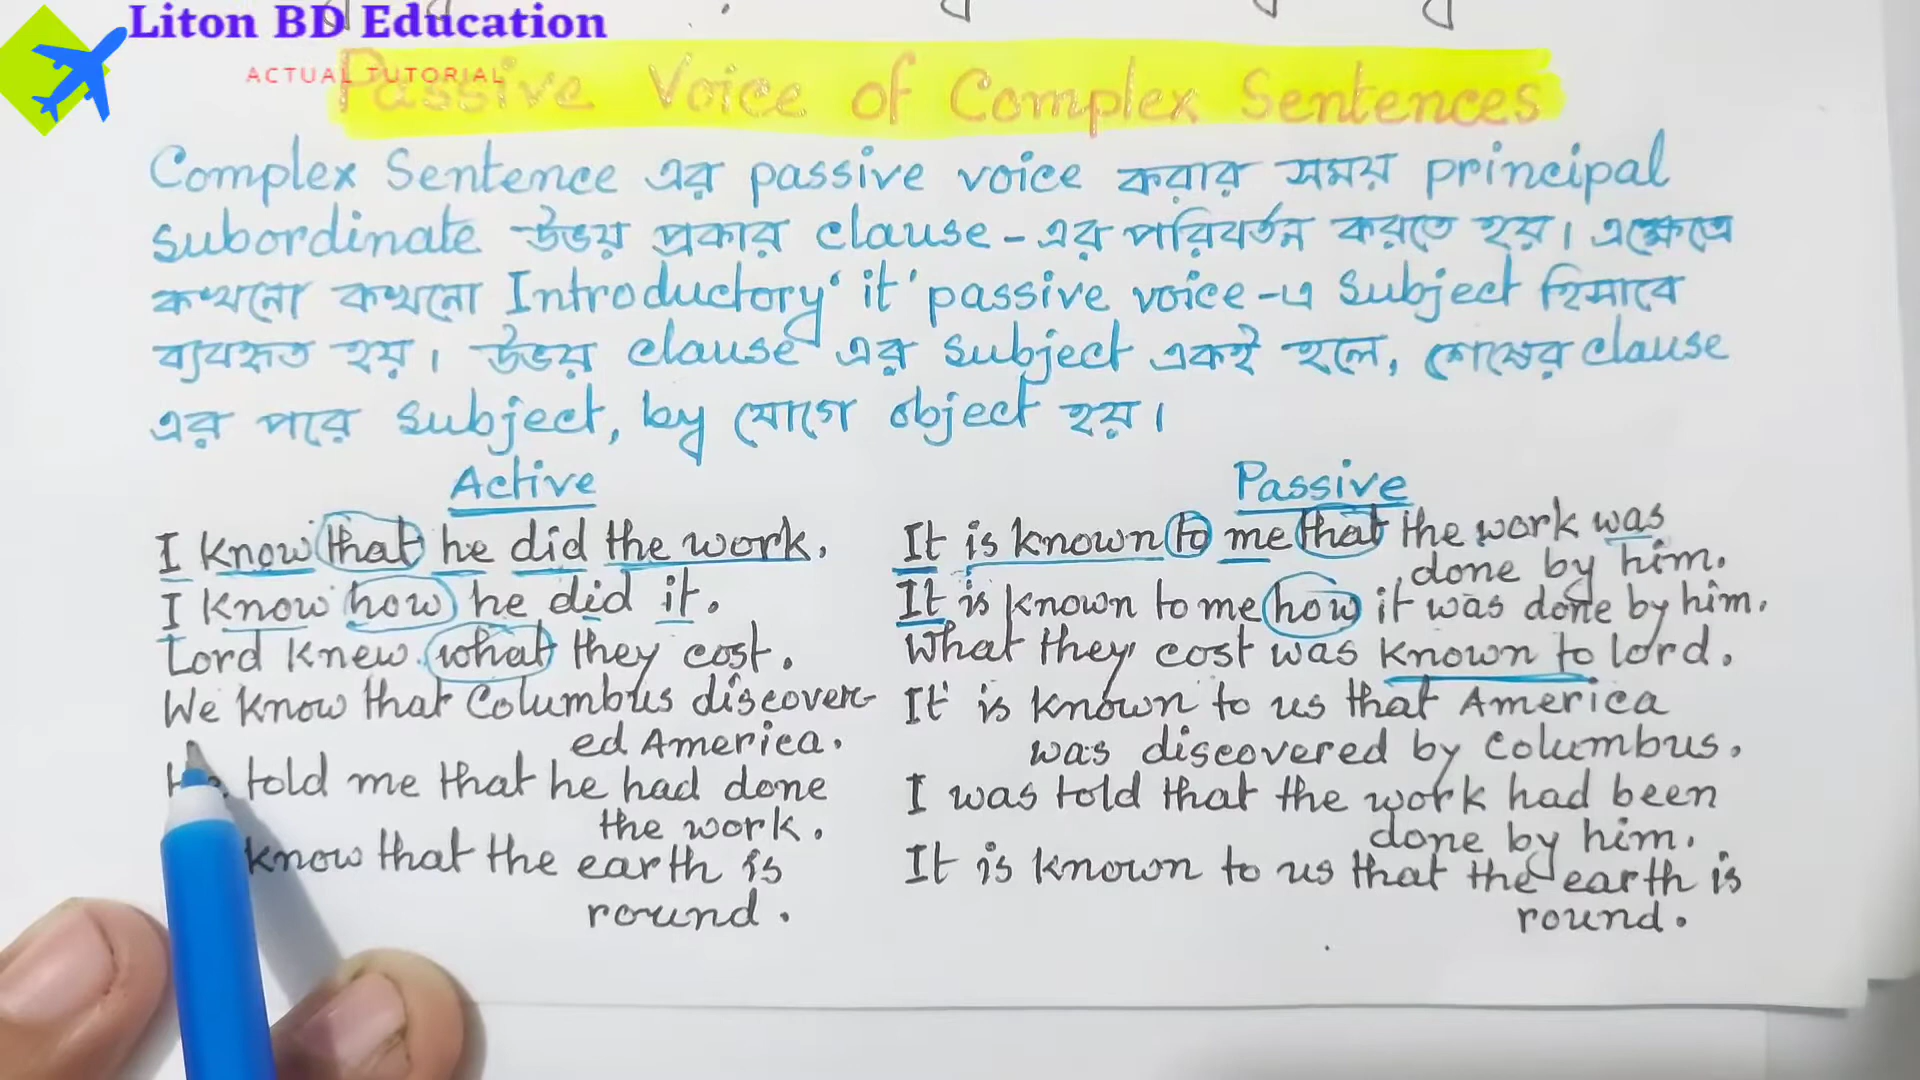 Liton BD Education
ACTUAL TUTORIAL
Passive Voice of Complex Sentences
Complex Sentence এর passive voice করার সময় principal
subordinate উভয় প্রকার clause-এর পরিবর্তন করতে হয়। এক্ষেত্রে
কখনো কখনো Introductory 'it' passive voice-এ subject হিসাবে
ব্যবহৃত হয়। উভয় clause এর subject একই হলে, শেষের clause
এর পরে subject, by যোগে object হয়।
Active Passive
I know that he did the work. It is known to me that the work was
done by him.
I know how he did it. It is known to me how it was done by him.
Lord knew what they cost. What they cost was known to lord.
We know that Columbus discover- It is known to us that America
ed America. was discovered by Columbus.
told me that he had done I was told that the work had been
the work. done by him.
know that the earth is It is known to us that the earth is
round. round.